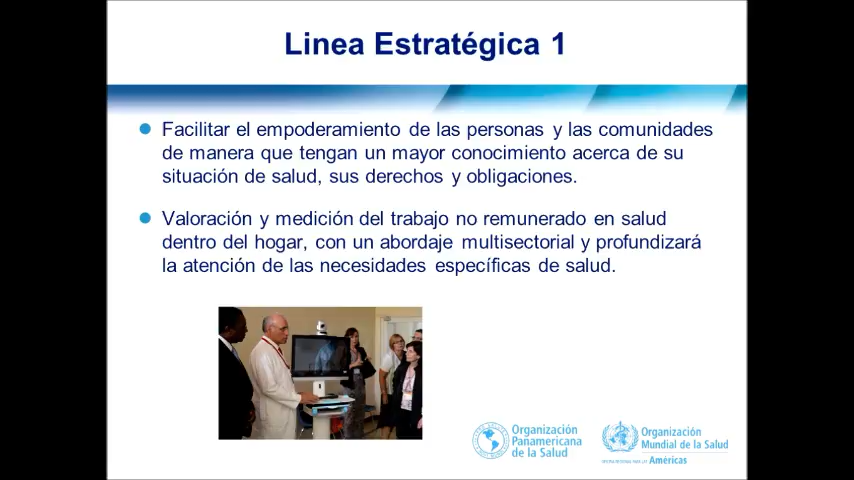 Linea Estratégica 1
Facilitar el empoderamiento de las personas y las comunidades
de manera que tengan un mayor conocimiento acerca de su
situación de salud, sus derechos y obligaciones.
Valoración y medición del trabajo no remunerado en salud
dentro del hogar, con un abordaje multisectorial y profundizará
la atención de las necesidades específicas de salud.
Organización
Panamericana
de la Salud
Organización
Mundial de la Salud
Américas